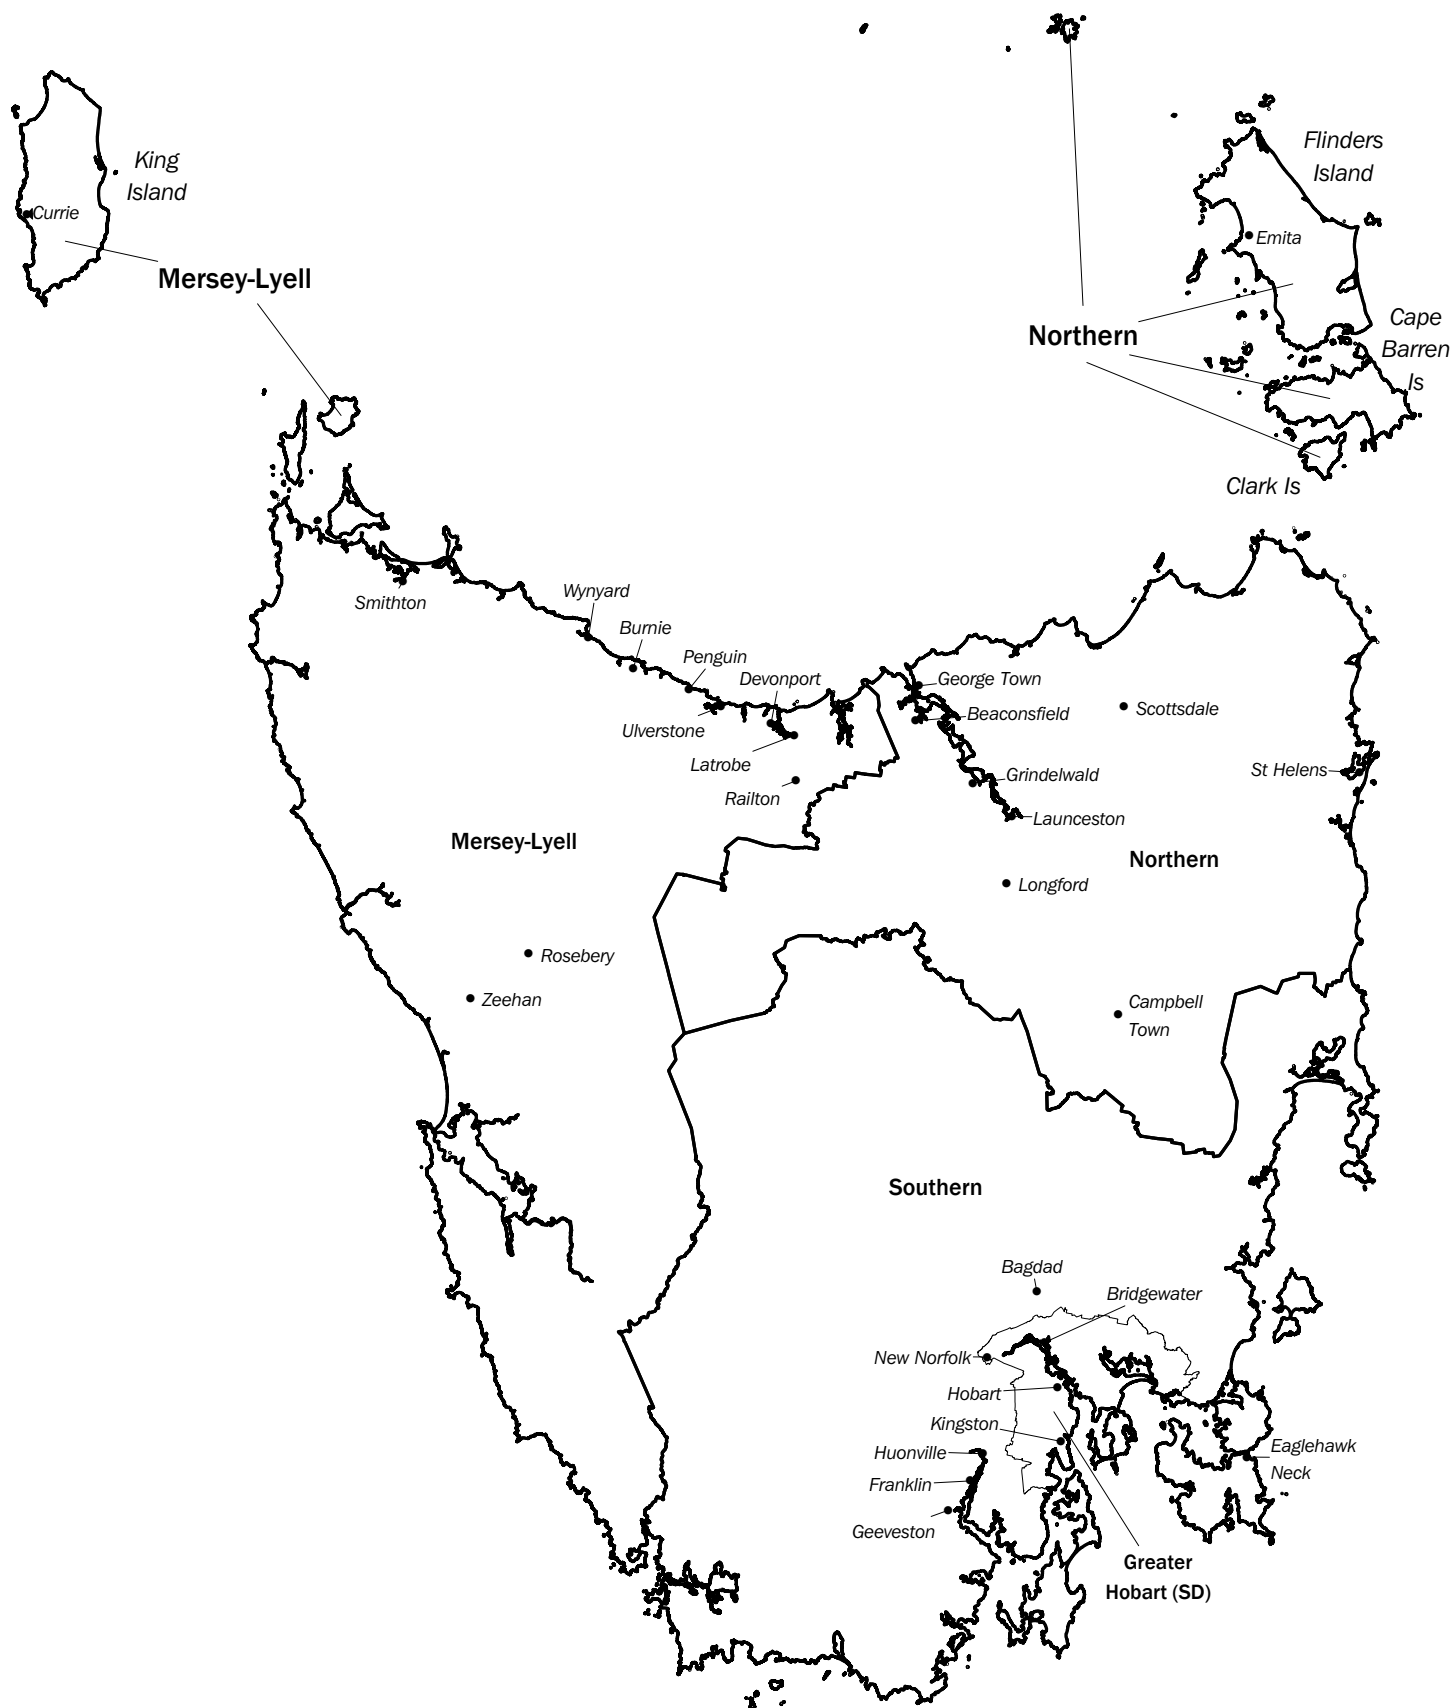 King
Island
Currie
Mersey-Lyell
Flinders
Island
Emita
Cape
Barren
Is
Northern
Clark Is
Smithton
Wynyard
Burnie
Penguin
Devonport
Ulverstone
Latrobe
Railton
George Town
Beaconsfield
Scottsdale
Grindelwald
St Helens
Launceston
Mersey-Lyell
Northern
Longford
Rosebery
Zeehan
Campbell
Town
Southern
Bagdad
Bridgewater
New Norfolk
Hobart
Kingston
Huonville
Franklin
Geeveston
Eaglehawk
Neck
Greater
Hobart (SD)